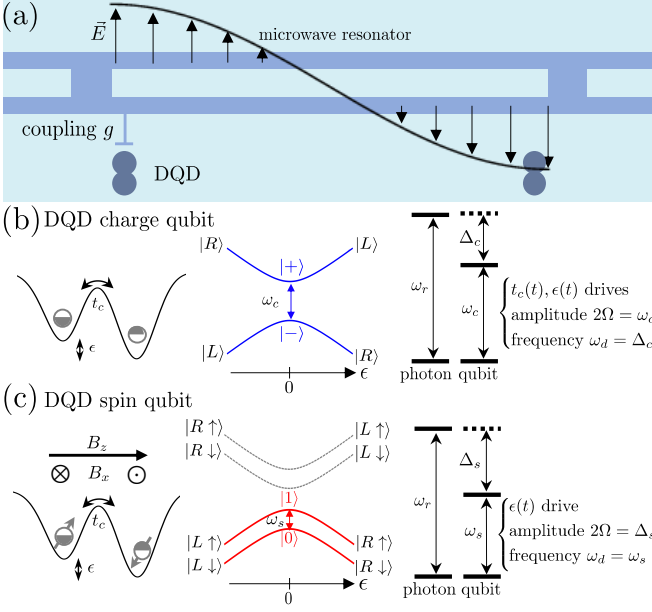 (a)
E⃗
microwave resonator
coupling g
DQD
(b) DQD charge qubit
|R⟩ |L⟩
|+⟩
t_c
ω_c
|−⟩
ϵ
|L⟩ |R⟩
0
ϵ
ω_r
Δ_c
ω_c
t_c(t), ϵ(t) drives
amplitude 2Ω = ω_c
frequency ω_d = Δ_c
photon qubit
(c) DQD spin qubit
B_z
B_x
t_c
ϵ
|R ↑⟩ |L ↑⟩
|R ↓⟩ |L ↓⟩
|1⟩
ω_s
|0⟩
|L ↑⟩ |R ↑⟩
|L ↓⟩ |R ↓⟩
0
ϵ
ω_r
Δ_s
ω_s
ϵ(t) drive
amplitude 2Ω = Δ_s
frequency ω_d = ω_s
photon qubit